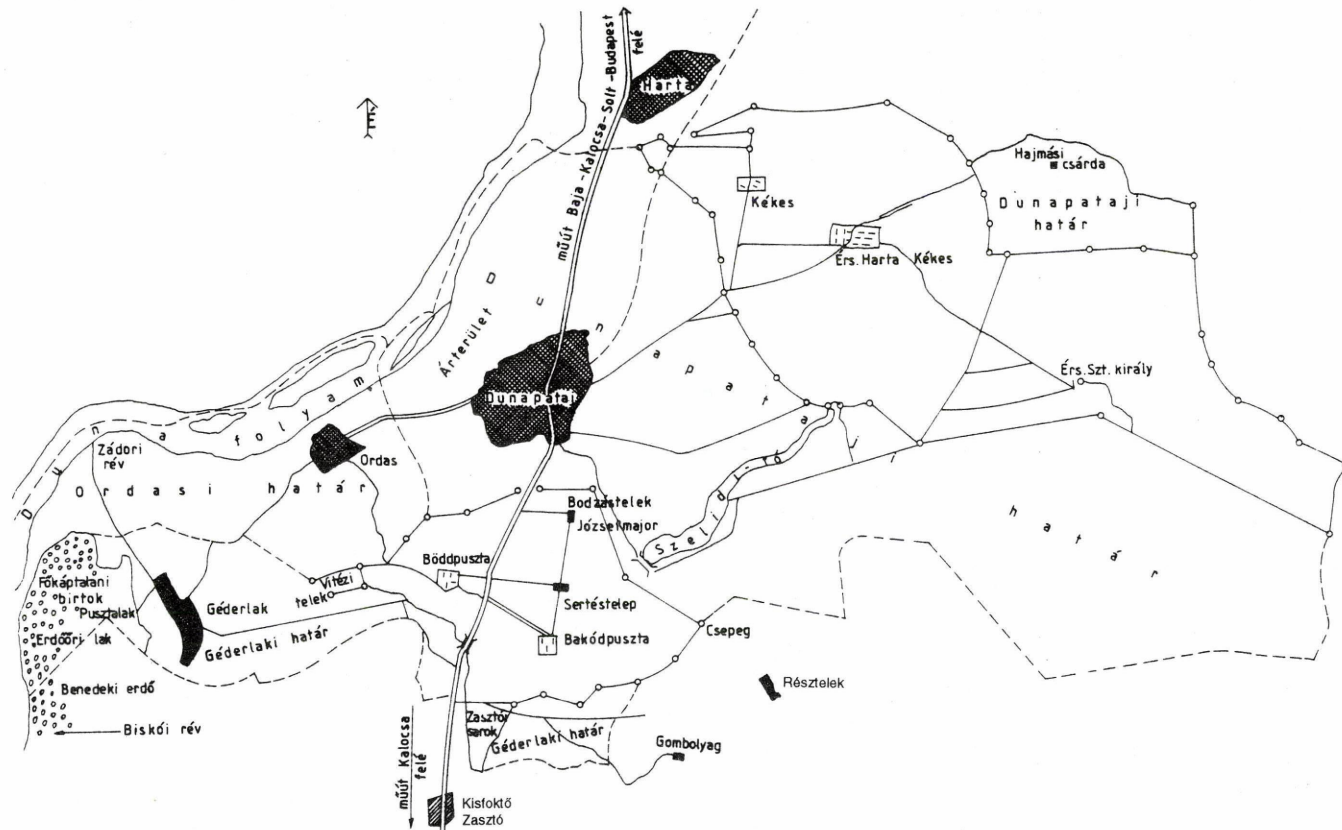 műút Baja-Kalocsa-Solt-Budapest
felé
Harta
Hajmási
csárda
Dunapataji
határ
Kékes
Érs. Harta Kékes
Árterület
Dunapataji
határ
Érs. Szt. király
Dunapataj
Duna folyam
Zádori
rév
Ordas
Ordasi határ
Szelidi-tó
Bodzástelek
Józsefmajor
Böddpuszta
Vitézi
telek
Sertéstelep
Bakódpuszta
Csepeg
Főkáptalani
birtok
Pusztalak
Erdőőri lak
Géderlak
Géderlaki határ
Benedeki erdő
Biskói rév
Résztelek
Zasztói
sarok
Géderlaki határ
Gombolyag
műút Kalocsa
felé
Kisfoktő
Zasztó